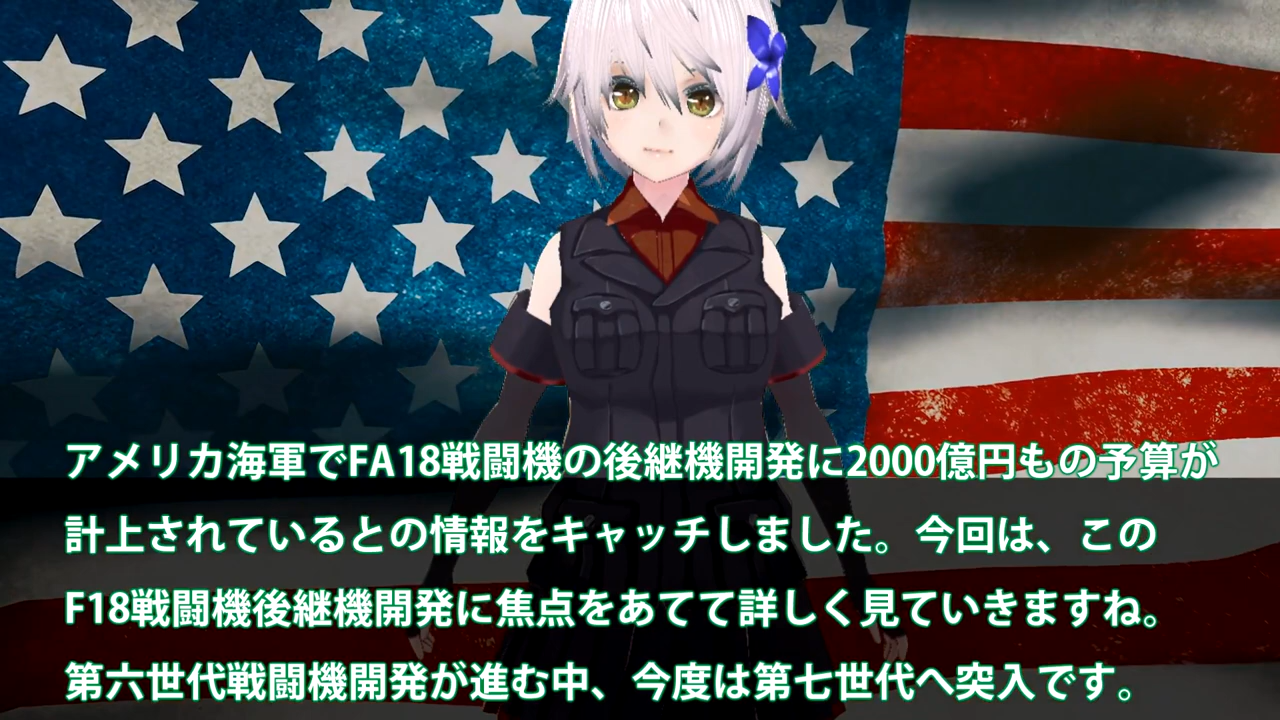 アメリカ海軍でFA18戦闘機の後継機開発に2000億円もの予算が
計上されているとの情報をキャッチしました。今回は、この
F18戦闘機後継機開発に焦点をあてて詳しく見ていきますね。
第六世代戦闘機開発が進む中、今度は第七世代へ突入です。